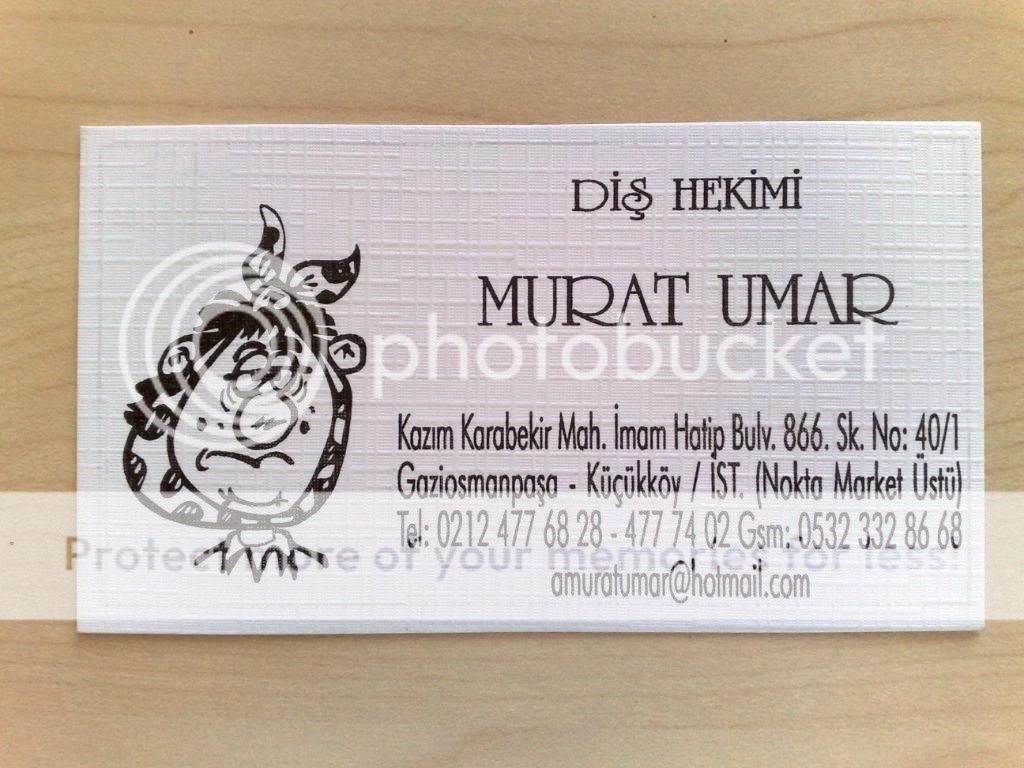 DİŞ HEKİMİ
MURAT UMAR
photobucket
Kazım Karabekir Mah. İmam Hatip Bulv. 866. Sk. No: 40/1
Gaziosmanpaşa - Küçükköy / İST. (Nokta Market Üstü)
Tel: 0212 477 68 28 - 477 74 02 Gsm: 0532 332 86 68
Protect more of your memories for less!
amuratumar@hotmail.com